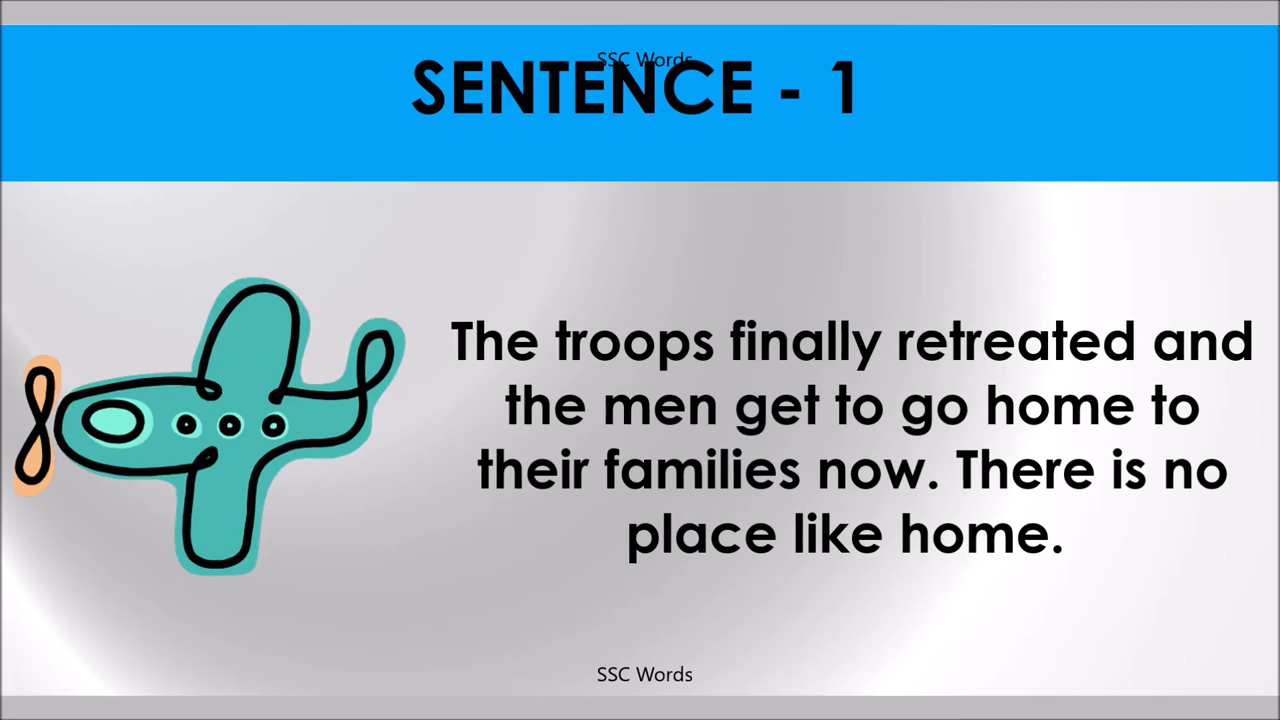 SSC Words
SENTENCE - 1
The troops finally retreated and
the men get to go home to
their families now. There is no
place like home.
SSC Words